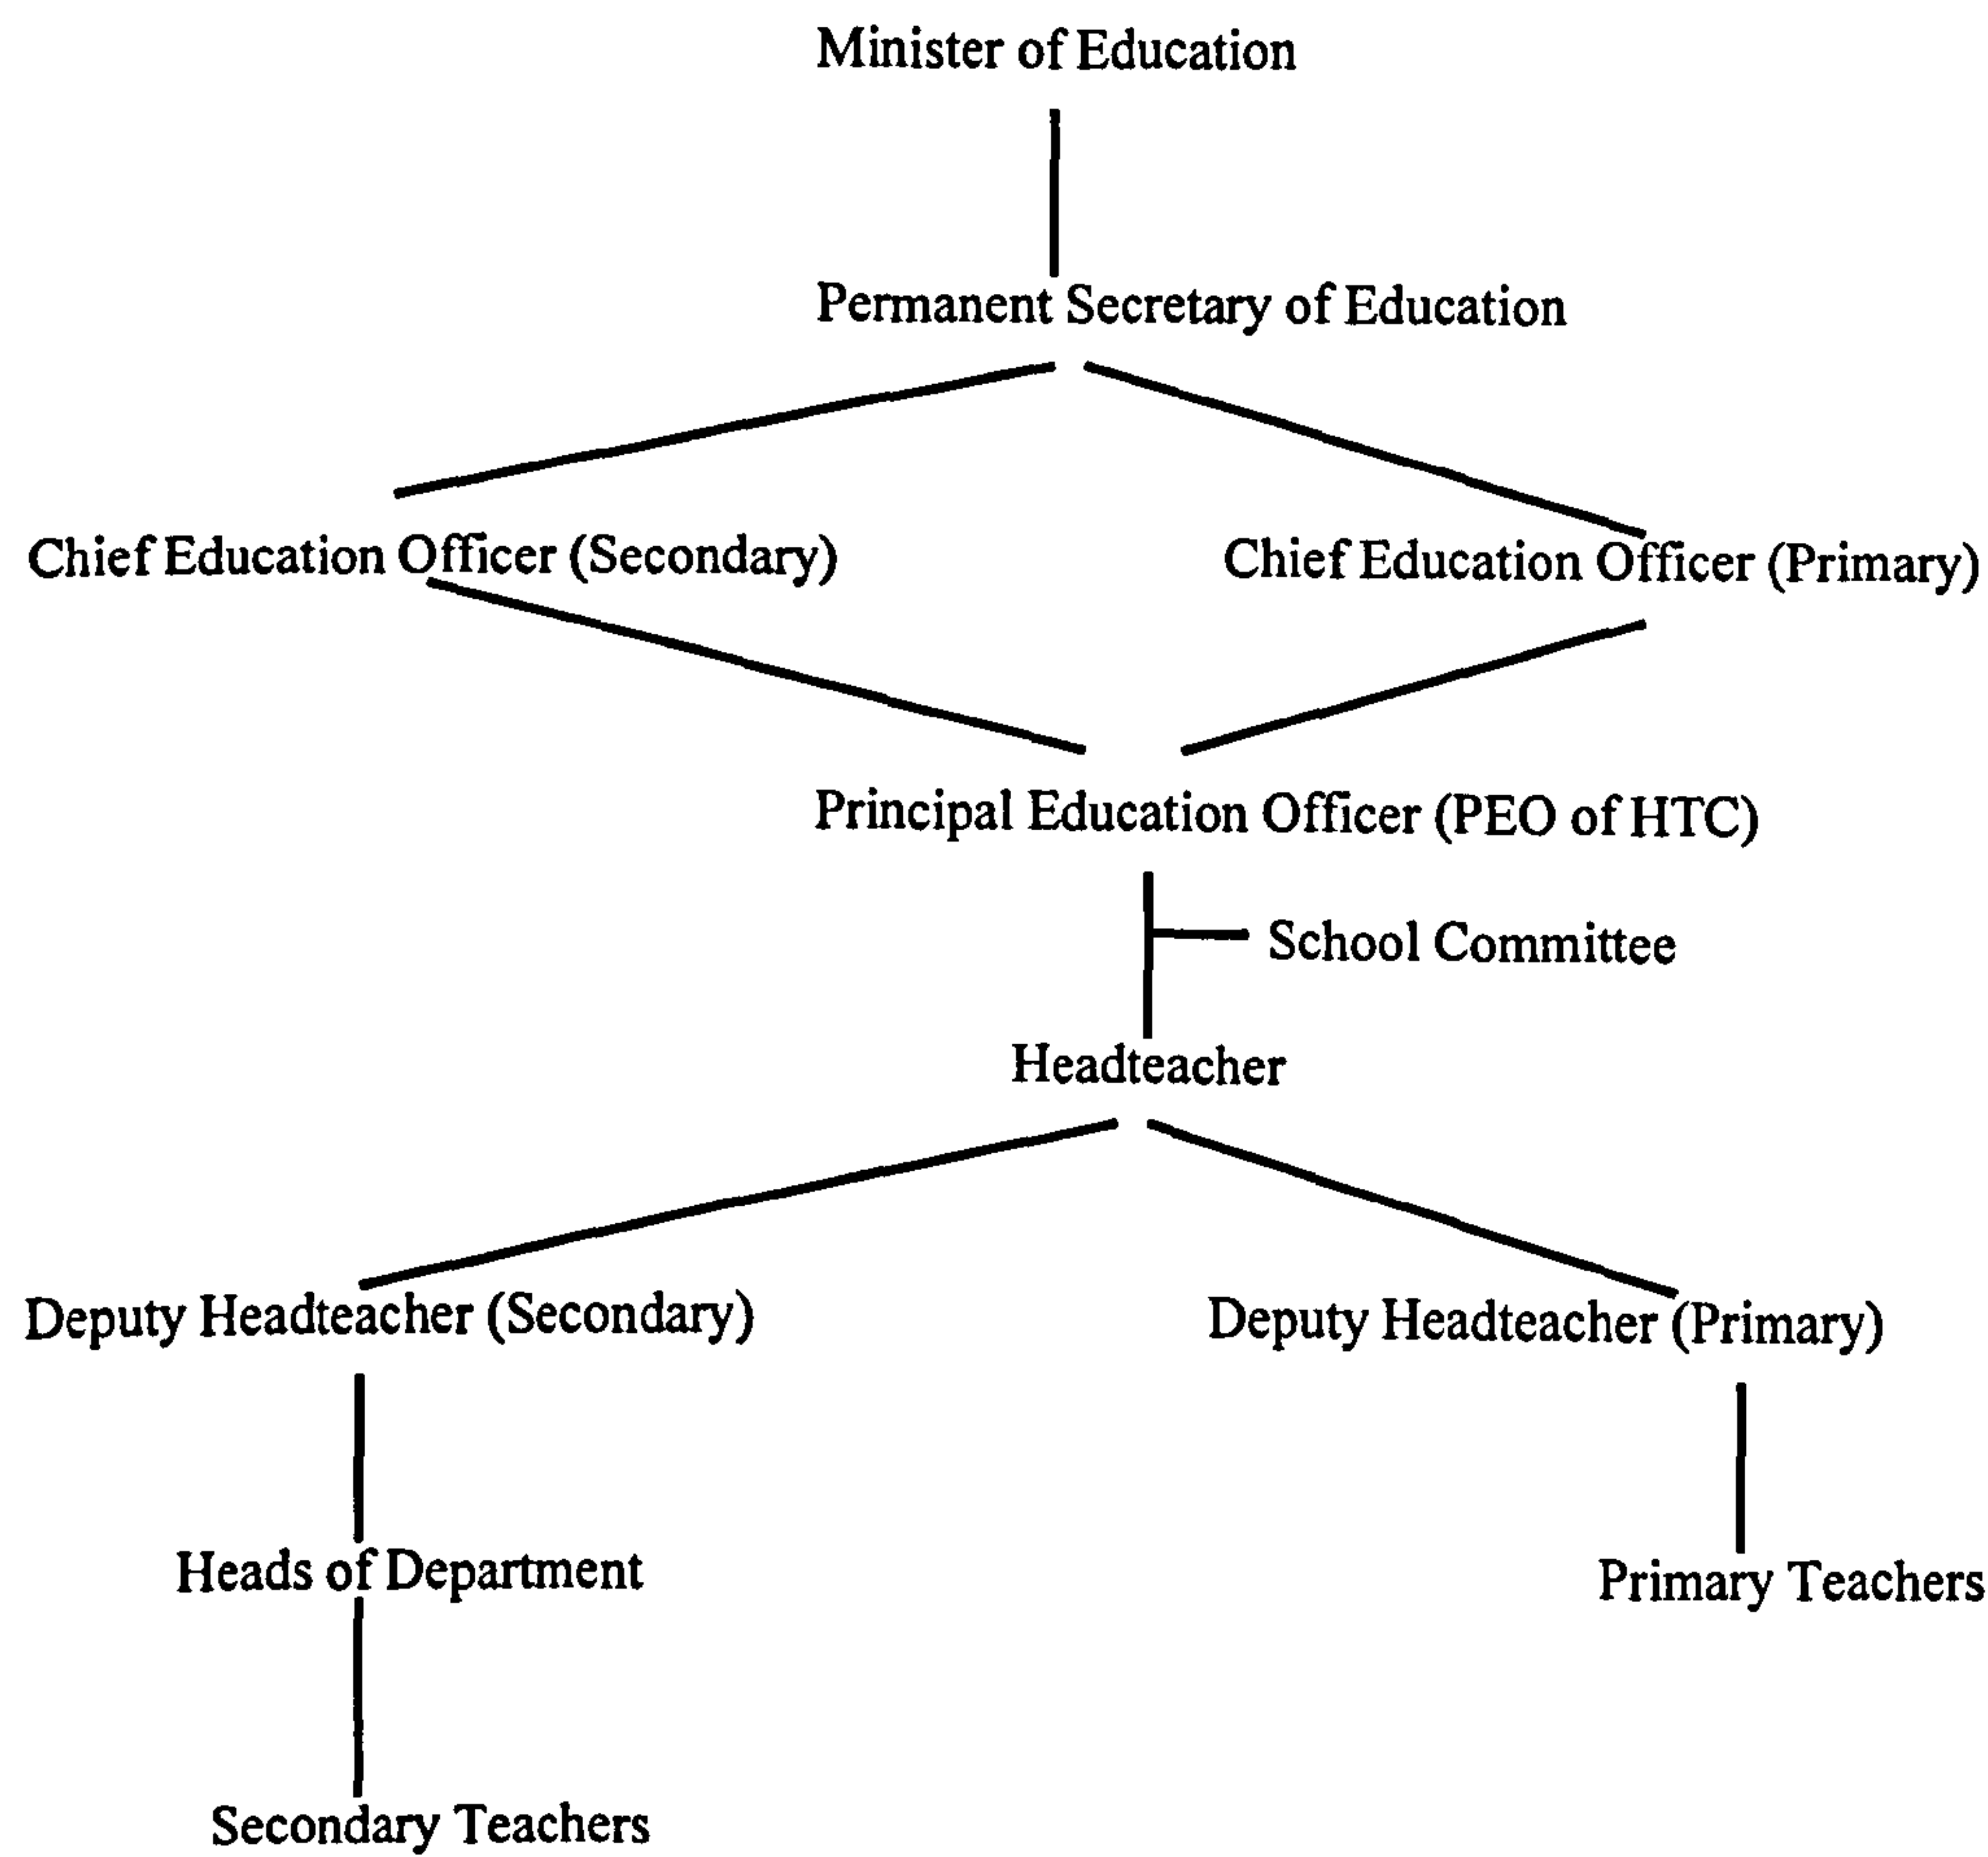 Minister of Education
Permanent Secretary of Education
Chief Education Officer (Secondary)
Chief Education Officer (Primary)
Principal Education Officer (PEO of HTC)
School Committee
Headteacher
Deputy Headteacher (Secondary)
Deputy Headteacher (Primary)
Heads of Department
Primary Teachers
Secondary Teachers